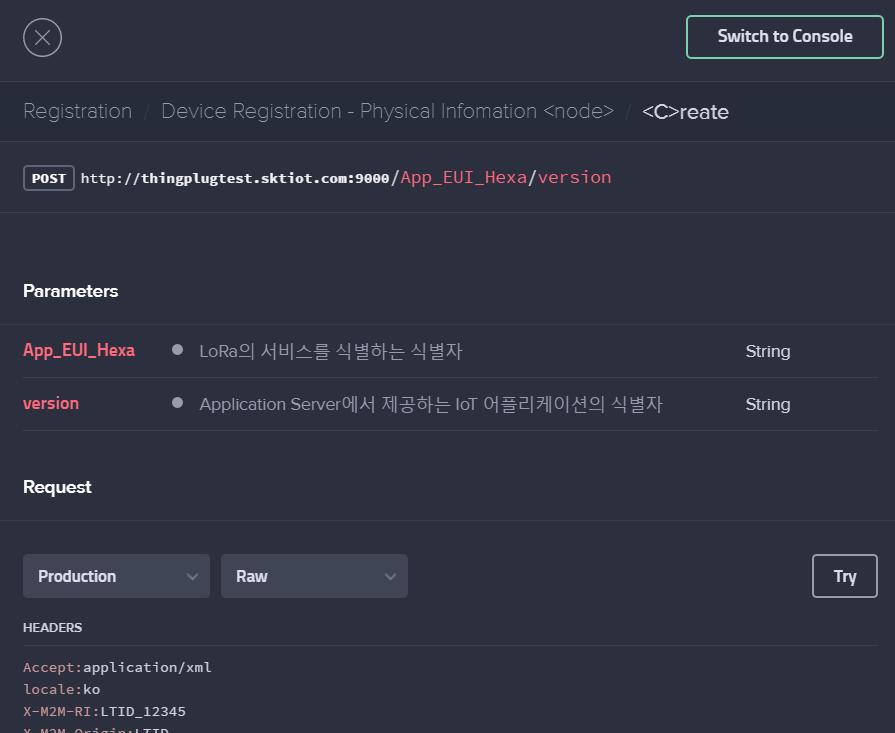 Switch to Console
Registration / Device Registration - Physical Infomation <node> / <C>reate
POST http://thingplugtest.sktiot.com:9000/App_EUI_Hexa/version
Parameters
App_EUI_Hexa LoRa의 서비스를 식별하는 식별자 String
version Application Server에서 제공하는 IoT 어플리케이션의 식별자 String
Request
Production Raw Try
HEADERS
Accept:application/xml
locale:ko
X-M2M-RI:LTID_12345
X-M2M-Origin:LTID